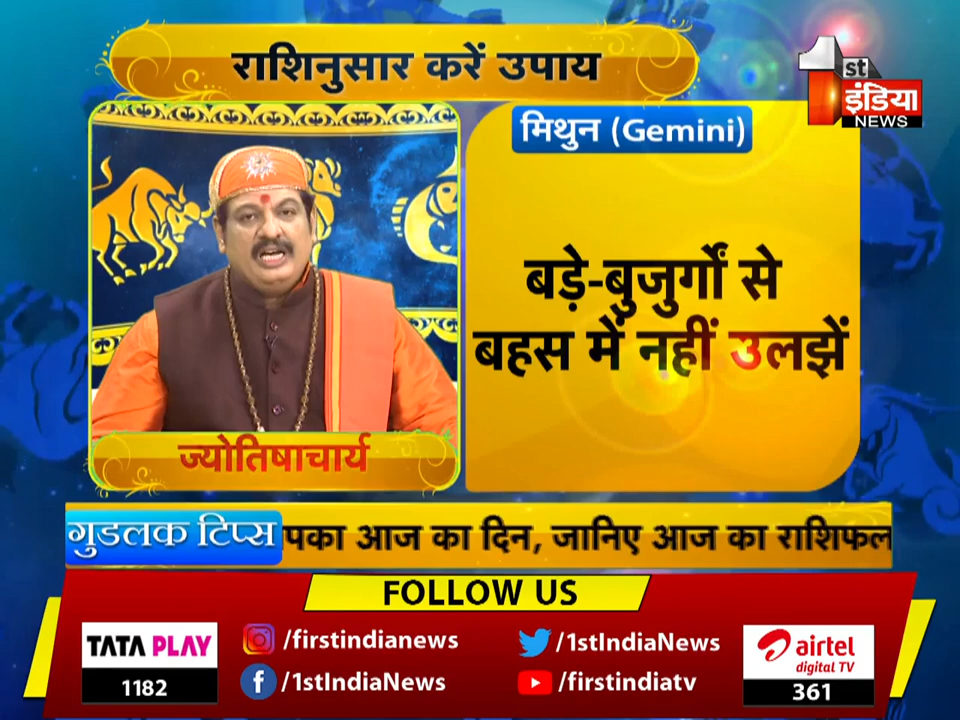 राशिनुसार करें उपाय
1st
इंडिया
NEWS
मिथुन (Gemini)
बड़े-बुजुर्गों से
बहस में नहीं उलझें
ज्योतिषाचार्य
गुडलक टिप्स
पका आज का दिन, जानिए आज का राशिफल
FOLLOW US
TATA PLAY
1182
/firstindianews
/1stIndiaNews
/1stIndiaNews
/firstindiatv
airtel
digital TV
361